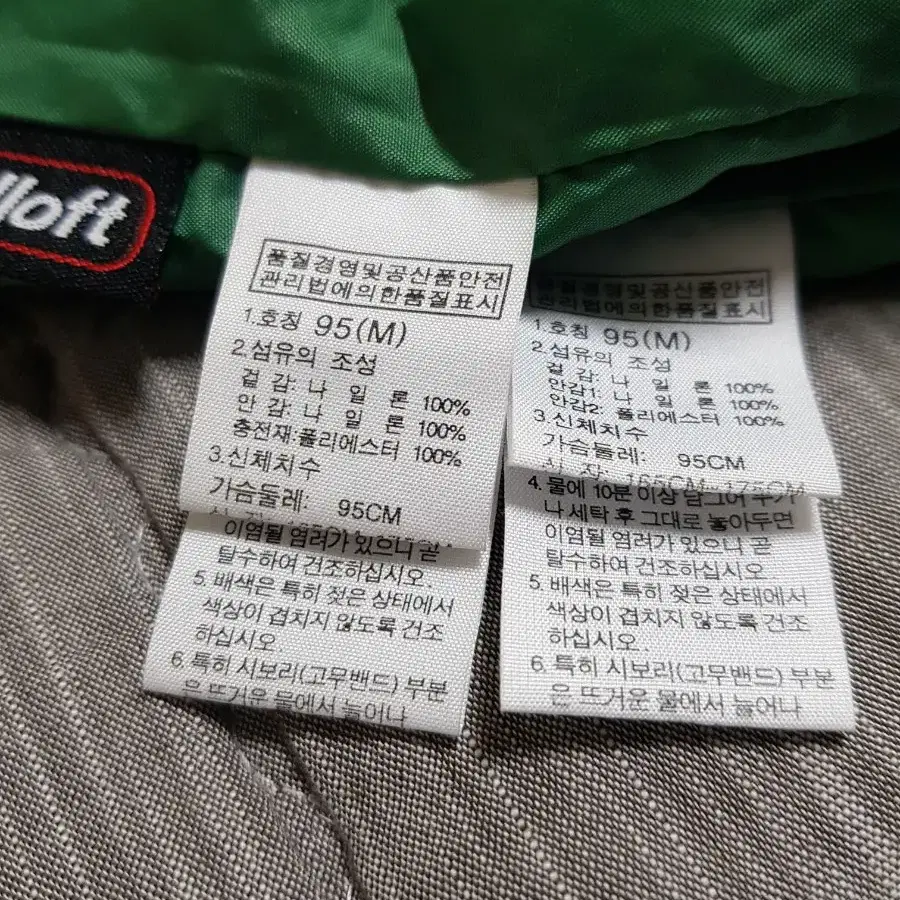 lloft
품질경영및공산품안전
관리법에의한품질표시
1.호칭 95(M)
2.섬유의 조성
겉 감:나 일 론 100%
안 감:나 일 론 100%
충전재:폴리에스터 100%
3.신체치수
가슴둘레: 95CM
이염될 염려가 있으니 곧
탈수하여 건조하십시오.
5. 배색은 특히 젖은 상태에서
색상이 겹치지 않도록 건조
하십시오.
6. 특히 시보리(고무밴드) 부분
은 뜨거운 물에서 늘어나
품질경영및공산품안전
관리법에의한품질표시
1.호칭 95(M)
2.섬유의 조성
겉 감:나 일 론 100%
안감1: 나 일 론 100%
안감2: 폴리에스터 100%
3.신체치수
가슴둘레: 95CM
신 장: 165CM~175CM
4. 물에 10분 이상 담그어 두거
나 세탁 후 그대로 놓아두면
이염될 염려가 있으니 곧
탈수하여 건조하십시오.
5. 배색은 특히 젖은 상태에서
색상이 겹치지 않도록 건조
하십시오.
6. 특히 시보리(고무밴드) 부분
은 뜨거운 물에서 늘어나